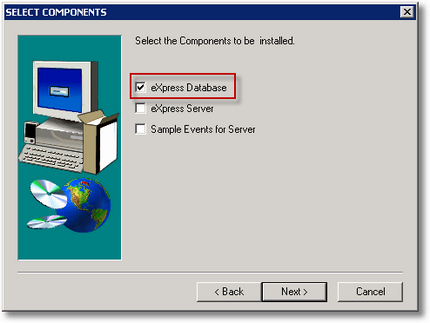 SELECT COMPONENTS
Select the Components to be installed.
eXpress Database
eXpress Server
Sample Events for Server
< Back
Next >
Cancel